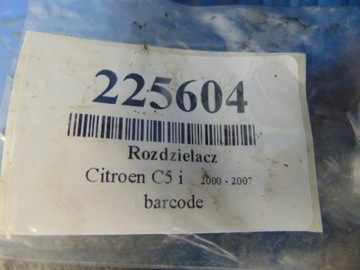 225604
Rozdzielacz
Citroen C5 i 2000 - 2007
barcode